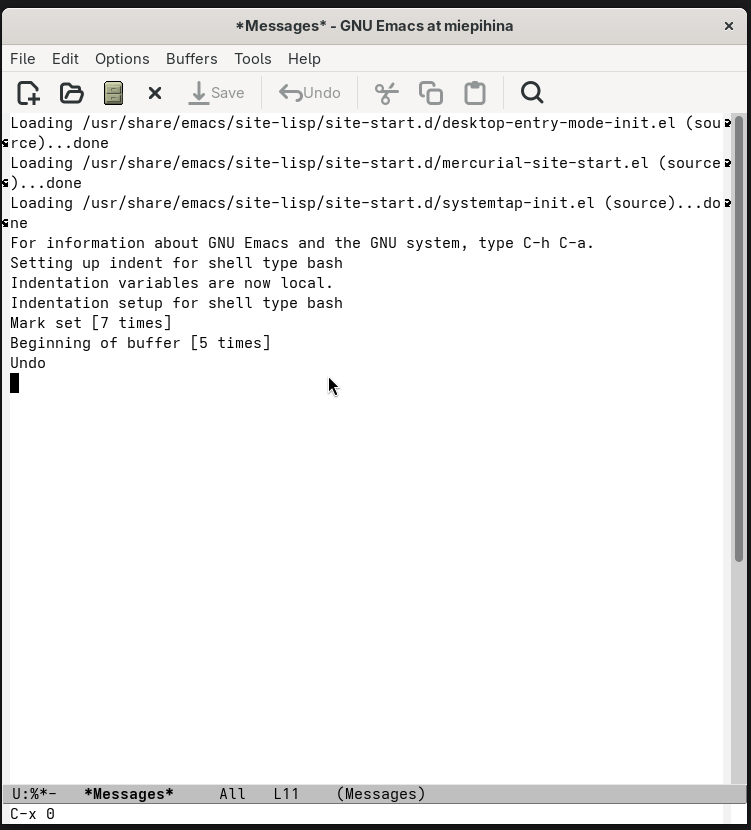 *Messages* - GNU Emacs at miepihina
File Edit Options Buffers Tools Help
Save Undo
Loading /usr/share/emacs/site-lisp/site-start.d/desktop-entry-mode-init.el (sou
rce)...done
Loading /usr/share/emacs/site-lisp/site-start.d/mercurial-site-start.el (source
)...done
Loading /usr/share/emacs/site-lisp/site-start.d/systemtap-init.el (source)...do
ne
For information about GNU Emacs and the GNU system, type C-h C-a.
Setting up indent for shell type bash
Indentation variables are now local.
Indentation setup for shell type bash
Mark set [7 times]
Beginning of buffer [5 times]
Undo
U:%*- *Messages* All L11 (Messages)
C-x 0